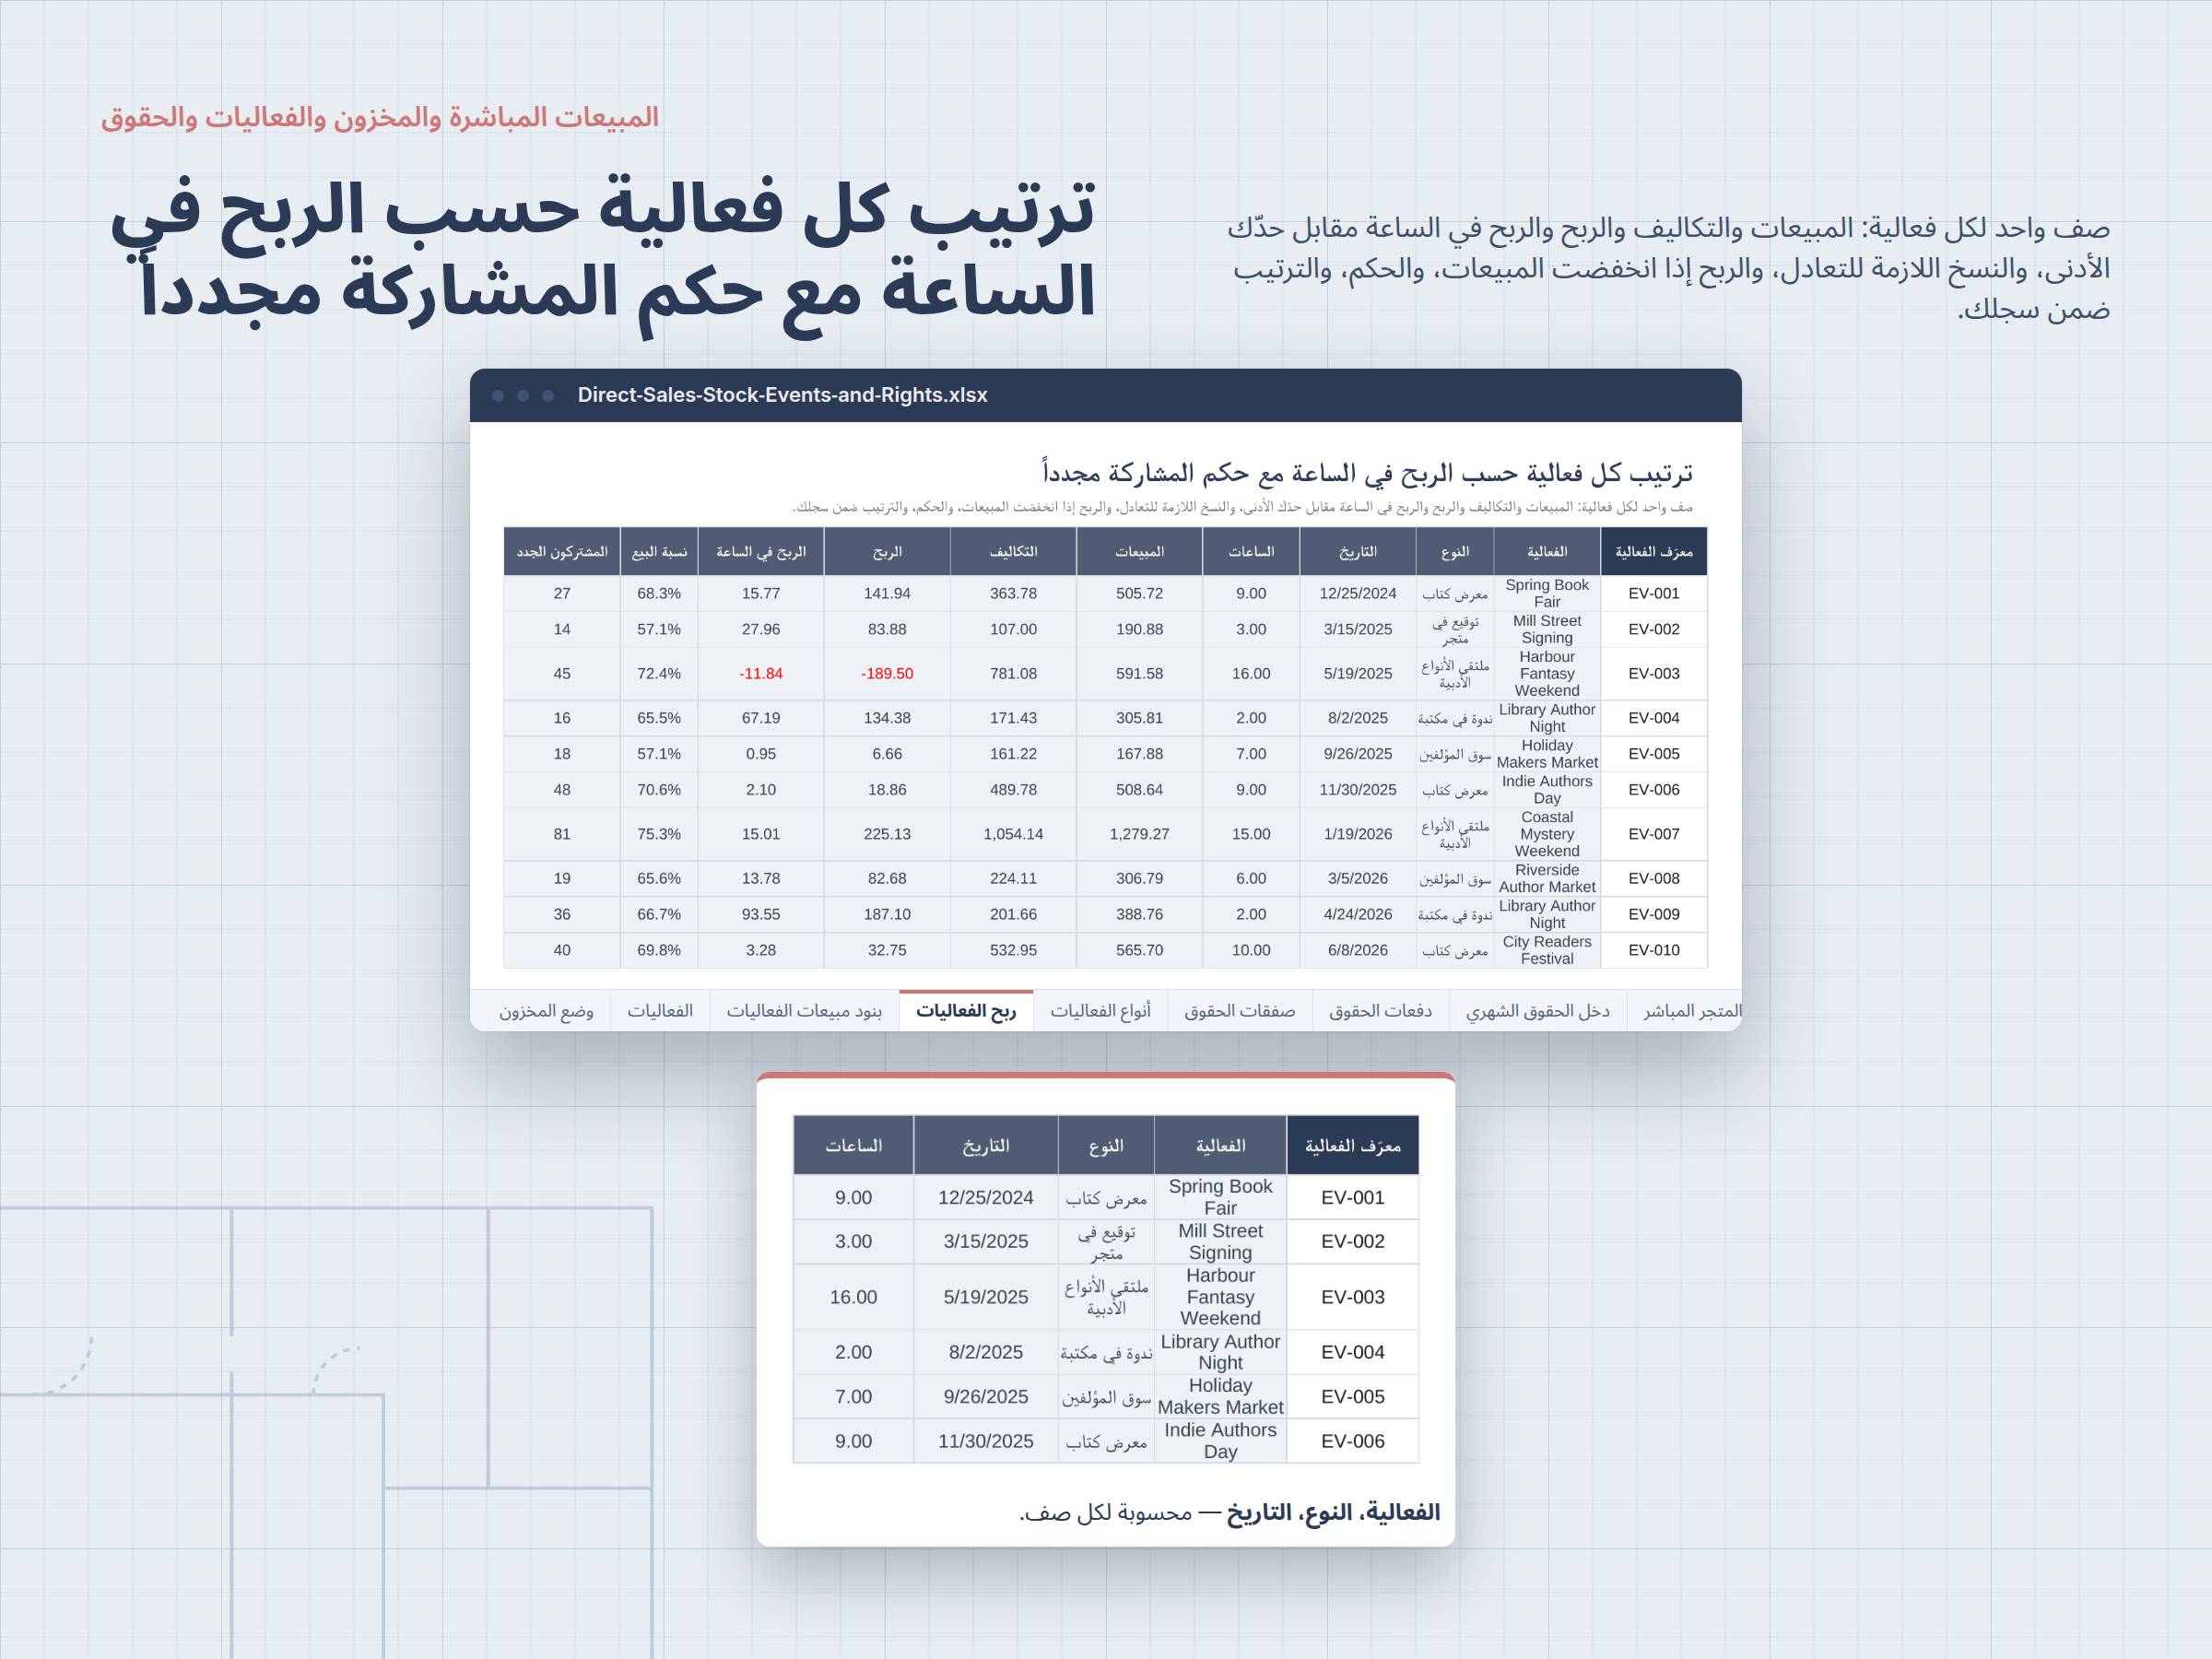 المبيعات المباشرة والمخزون والفعاليات والحقوق
ترتيب كل فعالية حسب الربح في
الساعة مع حكم المشاركة مجدداً
صف واحد لكل فعالية: المبيعات والتكاليف والربح والربح في الساعة مقابل حدّك
الأدنى، والنسخ اللازمة للتعادل، والربح إذا انخفضت المبيعات، والحكم، والترتيب
ضمن سجلك.
Direct-Sales-Stock-Events-and-Rights.xlsx
ترتيب كل فعالية حسب الربح في الساعة مع حكم المشاركة مجدداً
صف واحد لكل فعالية: المبيعات والتكاليف والربح والربح في الساعة مقابل حدّك الأدنى، والنسخ اللازمة للتعادل، والربح إذا انخفضت المبيعات، والحكم، والترتيب ضمن سجلك.
معرّف الفعالية الفعالية النوع التاريخ الساعات المبيعات التكاليف الربح الربح في الساعة نسبة البيع المشتركون الجدد
EV-001 Spring Book Fair معرض كتاب 12/25/2024 9.00 505.72 363.78 141.94 15.77 68.3% 27
EV-002 Mill Street Signing توقيع في متجر 3/15/2025 3.00 190.88 107.00 83.88 27.96 57.1% 14
EV-003 Harbour Fantasy Weekend ملتقى الأنواع الأدبية 5/19/2025 16.00 591.58 781.08 -189.50 -11.84 72.4% 45
EV-004 Library Author Night ندوة في مكتبة 8/2/2025 2.00 305.81 171.43 134.38 67.19 65.5% 16
EV-005 Holiday Makers Market سوق المؤلفين 9/26/2025 7.00 167.88 161.22 6.66 0.95 57.1% 18
EV-006 Indie Authors Day معرض كتاب 11/30/2025 9.00 508.64 489.78 18.86 2.10 70.6% 48
EV-007 Coastal Mystery Weekend ملتقى الأنواع الأدبية 1/19/2026 15.00 1,279.27 1,054.14 225.13 15.01 75.3% 81
EV-008 Riverside Author Market سوق المؤلفين 3/5/2026 6.00 306.79 224.11 82.68 13.78 65.6% 19
EV-009 Library Author Night ندوة في مكتبة 4/24/2026 2.00 388.76 201.66 187.10 93.55 66.7% 36
EV-010 City Readers Festival معرض كتاب 6/8/2026 10.00 565.70 532.95 32.75 3.28 69.8% 40
المتجر المباشر دخل الحقوق الشهري دفعات الحقوق صفقات الحقوق أنواع الفعاليات ربح الفعاليات بنود مبيعات الفعاليات الفعاليات وضع المخزون
معرّف الفعالية الفعالية النوع التاريخ الساعات
EV-001 Spring Book Fair معرض كتاب 12/25/2024 9.00
EV-002 Mill Street Signing توقيع في متجر 3/15/2025 3.00
EV-003 Harbour Fantasy Weekend ملتقى الأنواع الأدبية 5/19/2025 16.00
EV-004 Library Author Night ندوة في مكتبة 8/2/2025 2.00
EV-005 Holiday Makers Market سوق المؤلفين 9/26/2025 7.00
EV-006 Indie Authors Day معرض كتاب 11/30/2025 9.00
الفعالية، النوع، التاريخ — محسوبة لكل صف.